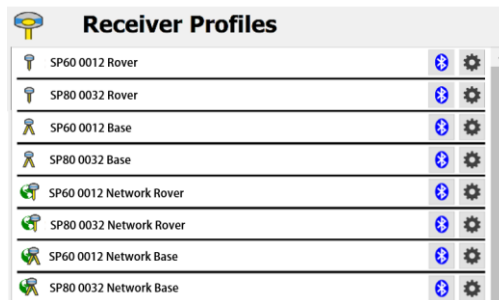 Receiver Profiles
SP60 0012 Rover
SP80 0032 Rover
SP60 0012 Base
SP80 0032 Base
SP60 0012 Network Rover
SP80 0032 Network Rover
SP60 0012 Network Base
SP80 0032 Network Base